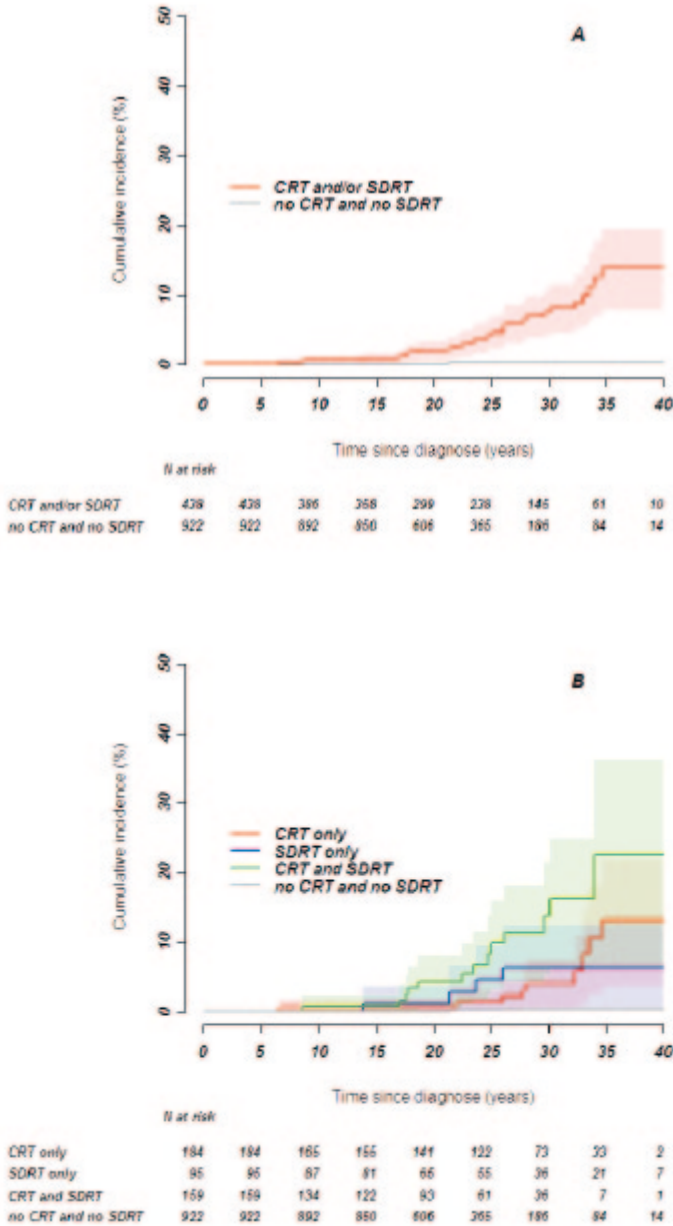 A
50
40
30
20
10
0
Cumulative incidence (%)
CRT and/or SDRT
no CRT and no SDRT
0 5 10 15 20 25 30 35 40
Time since diagnose (years)
N at risk
CRT and/or SDRT 438 438 386 358 299 238 145 61 10
no CRT and no SDRT 922 922 892 850 606 365 186 84 14
B
50
40
30
20
10
0
Cumulative incidence (%)
CRT only
SDRT only
CRT and SDRT
no CRT and no SDRT
0 5 10 15 20 25 30 35 40
Time since diagnose (years)
N at risk
CRT only 184 184 165 155 141 122 73 33 2
SDRT only 95 95 87 81 65 55 36 21 7
CRT and SDRT 159 159 134 122 93 61 36 7 1
no CRT and no SDRT 922 922 892 850 606 365 186 84 14